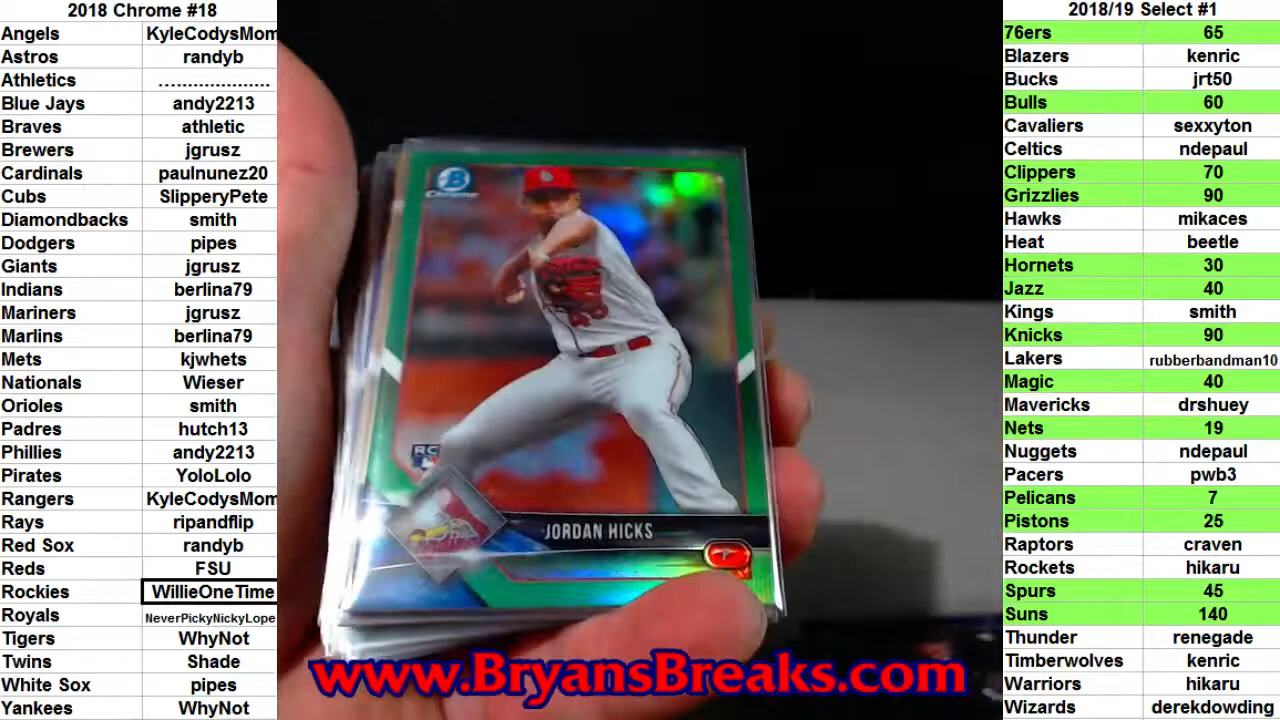 2018 Chrome #18
Angels KyleCodysMom
Astros randyb
Athletics ...................
Blue Jays andy2213
Braves athletic
Brewers jgrusz
Cardinals paulnunez20
Cubs SlipperyPete
Diamondbacks smith
Dodgers pipes
Giants jgrusz
Indians berlina79
Mariners jgrusz
Marlins berlina79
Mets kjwhets
Nationals Wieser
Orioles smith
Padres hutch13
Phillies andy2213
Pirates YoloLolo
Rangers KyleCodysMom
Rays ripandflip
Red Sox randyb
Reds FSU
Rockies WillieOneTime
Royals NeverPickyNickyLope
Tigers WhyNot
Twins Shade
White Sox pipes
Yankees WhyNot
B
Chrome
RC
JORDAN HICKS
www.BryansBreaks.com
2018/19 Select #1
76ers 65
Blazers kenric
Bucks jrt50
Bulls 60
Cavaliers sexxyton
Celtics ndepaul
Clippers 70
Grizzlies 90
Hawks mikaces
Heat beetle
Hornets 30
Jazz 40
Kings smith
Knicks 90
Lakers rubberbandman10
Magic 40
Mavericks drshuey
Nets 19
Nuggets ndepaul
Pacers pwb3
Pelicans 7
Pistons 25
Raptors craven
Rockets hikaru
Spurs 45
Suns 140
Thunder renegade
Timberwolves kenric
Warriors hikaru
Wizards derekdowding